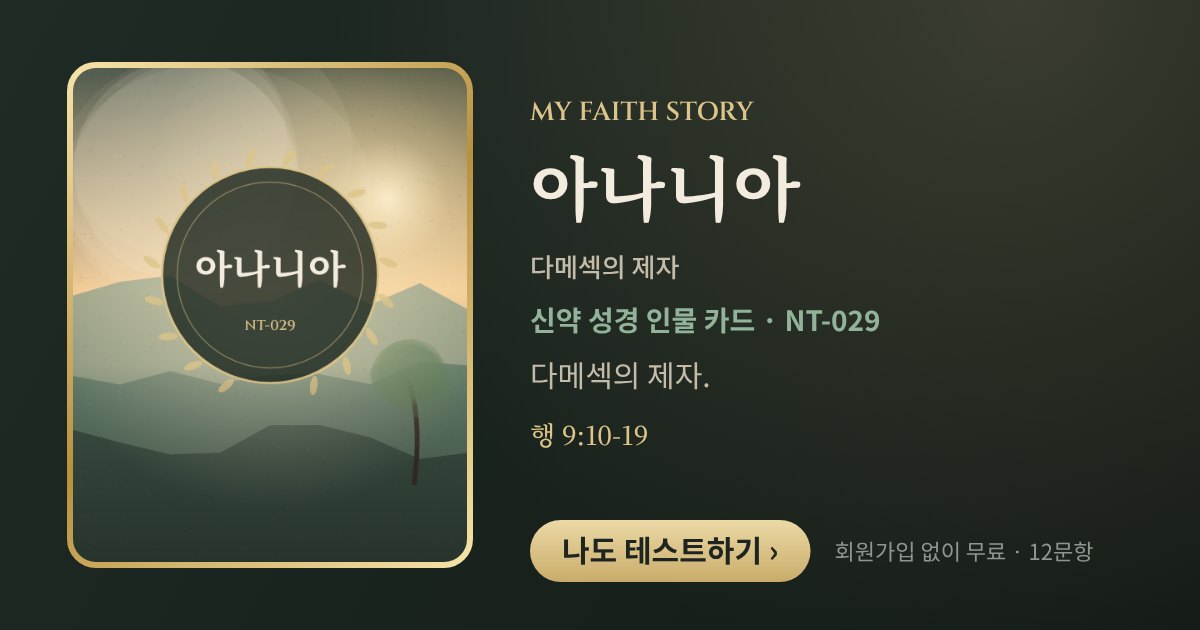 아나니아
NT-029
MY FAITH STORY
아나니아
다메섹의 제자
신약 성경 인물 카드 · NT-029
다메섹의 제자.
행 9:10-19
나도 테스트하기 ›
회원가입 없이 무료 · 12문항